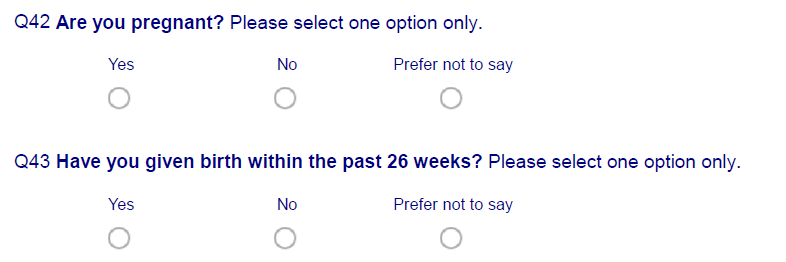 Q42 Are you pregnant? Please select one option only.
Yes No Prefer not to say
Q43 Have you given birth within the past 26 weeks? Please select one option only.
Yes No Prefer not to say